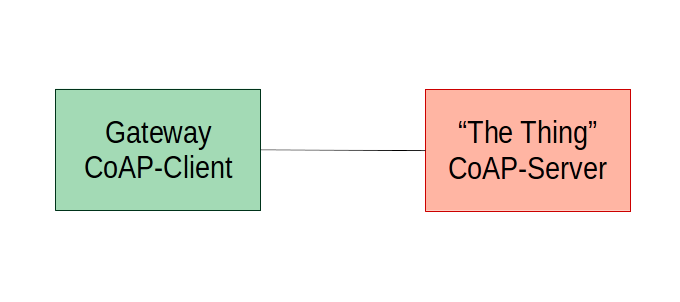 Gateway
CoAP-Client
“The Thing”
CoAP-Server